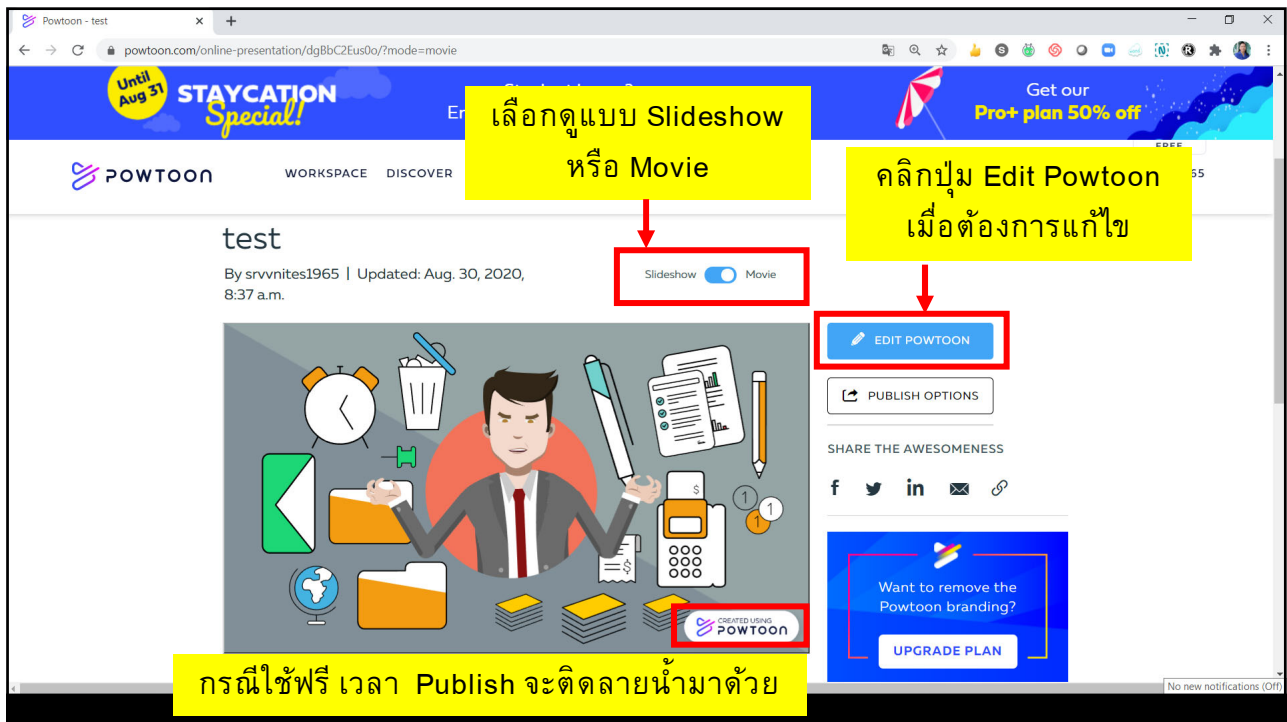 Powtoon - test
powtoon.com/online-presentation/dgBbC2Eus0o/?mode=movie
Until
Aug 31
STAYCATION
Special!
Get our
Pro+ plan 50% off
เลือกดูแบบ Slideshow
หรือ Movie
FREE
POWTOON
WORKSPACE DISCOVER
65
คลิกปุ่ม Edit Powtoon
เมื่อต้องการแก้ไข
test
By srvvnites1965 | Updated: Aug. 30, 2020,
8:37 a.m.
Slideshow Movie
EDIT POWTOON
PUBLISH OPTIONS
SHARE THE AWESOMENESS
f in
$
1 1
1
= $
CREATED USING
POWTOON
Want to remove the
Powtoon branding?
UPGRADE PLAN
กรณีใช้ฟรี เวลา Publish จะติดลายน้ำมาด้วย
No new notifications (Off)